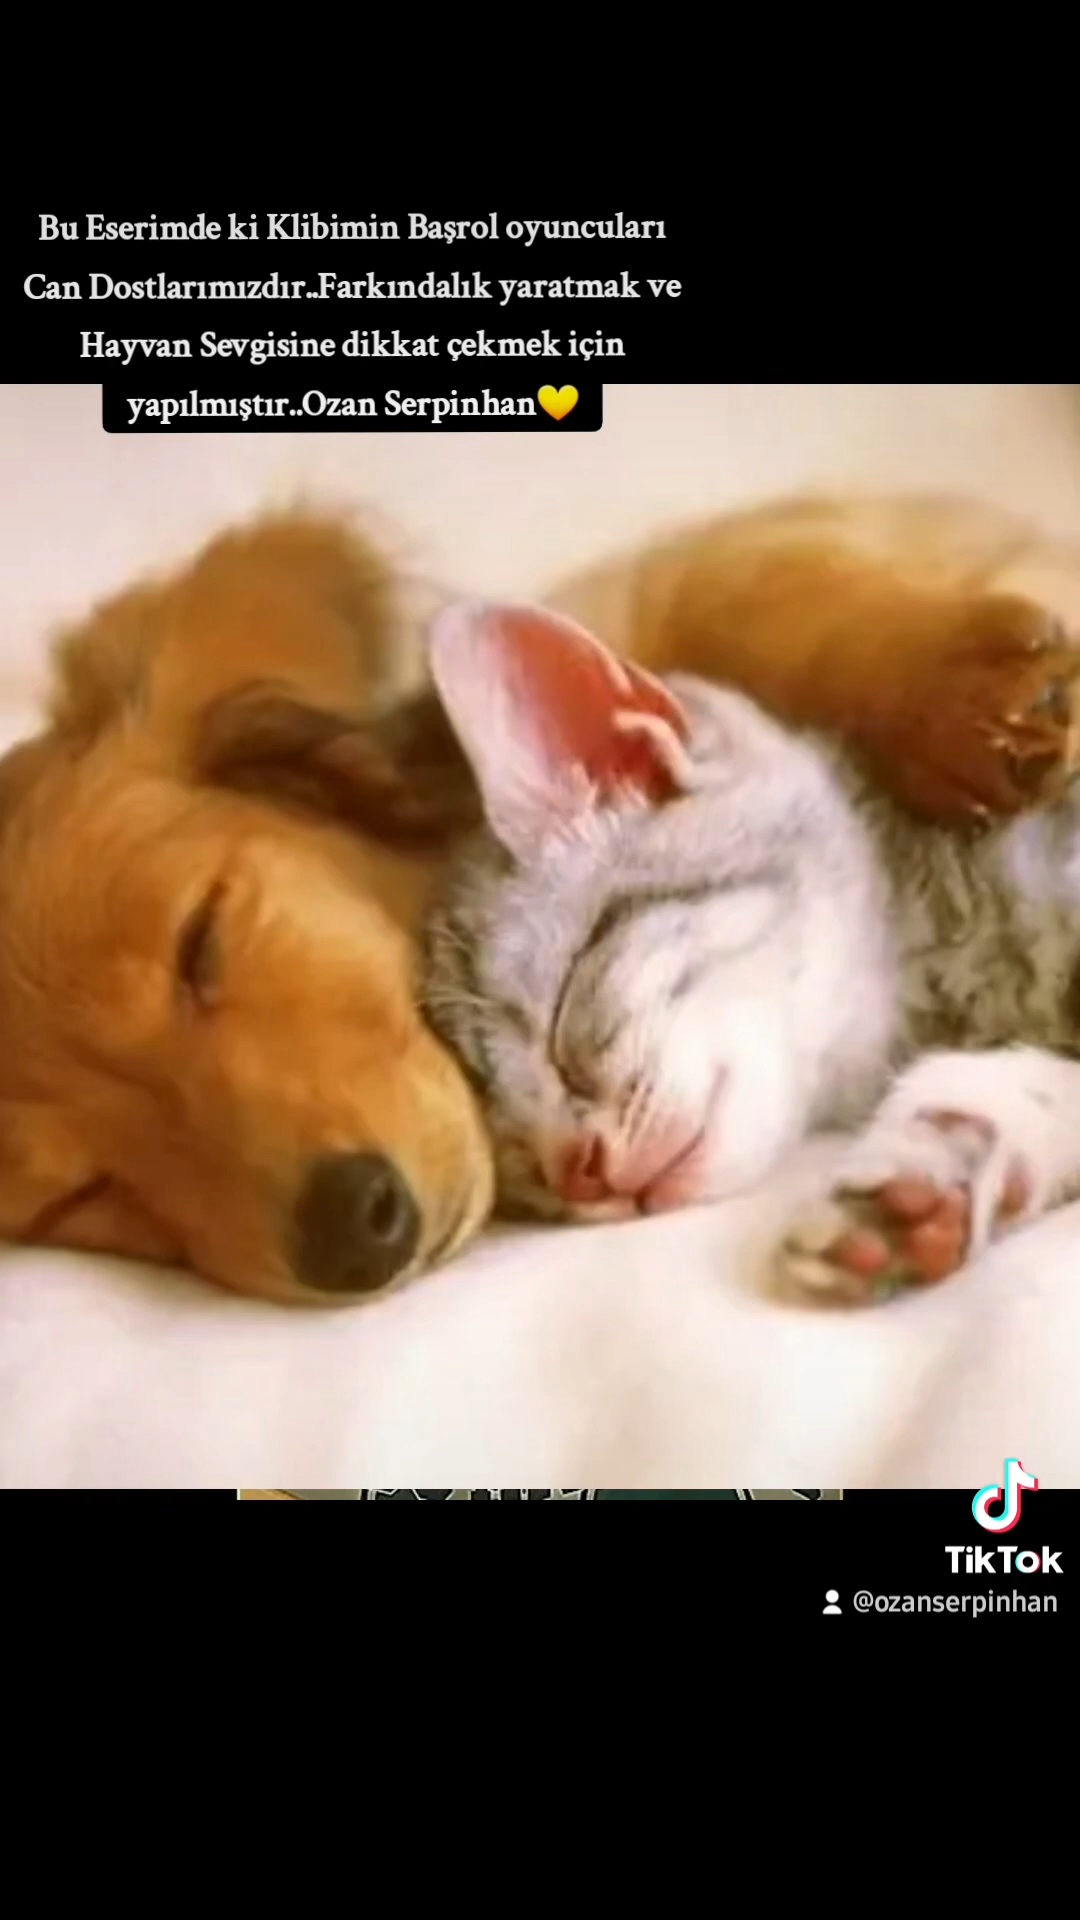 Bu Eserimde ki Klibimin Başrol oyuncuları
Can Dostlarımızdır..Farkındalık yaratmak ve
Hayvan Sevgisine dikkat çekmek için
yapılmıştır..Ozan Serpinhan💛
TikTok
@ozanserpinhan